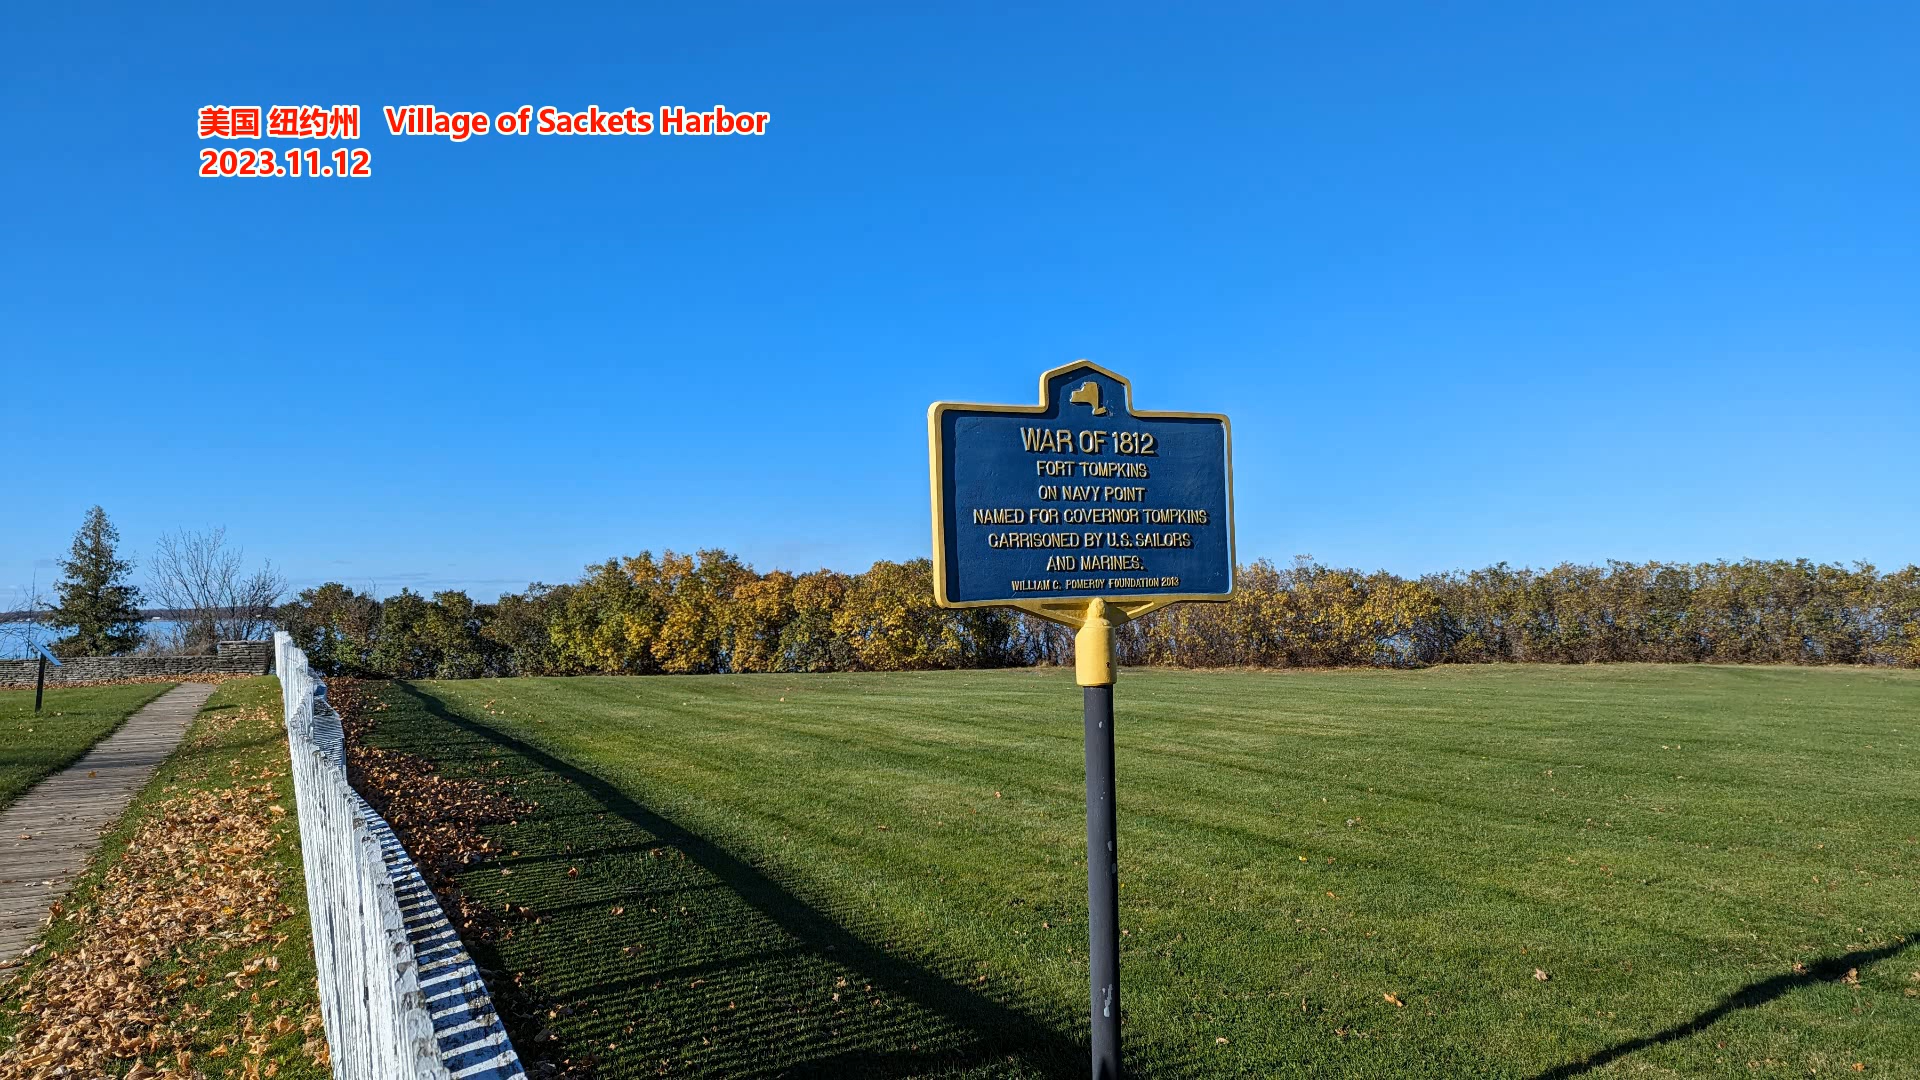 美国 纽约州 Village of Sackets Harbor
2023.11.12
WAR OF 1812
FORT TOMPKINS
ON NAVY POINT
NAMED FOR GOVERNOR TOMPKINS
GARRISONED BY U.S. SAILORS
AND MARINES.
WILLIAM G. POMEROY FOUNDATION 2013